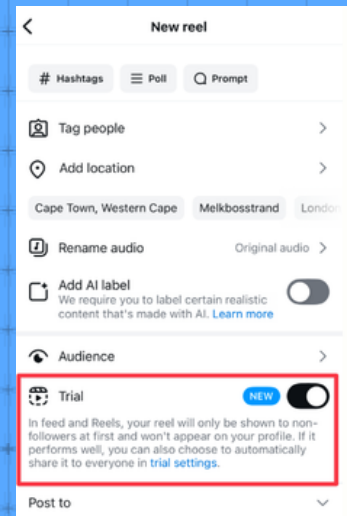 New reel
# Hashtags Poll Prompt
Tag people
Add location
Cape Town, Western Cape Melkbosstrand London
Rename audio Original audio
Add AI label
We require you to label certain realistic
content that's made with AI. Learn more
Audience
Trial NEW
In feed and Reels, your reel will only be shown to non-
followers at first and won't appear on your profile. If it
performs well, you can also choose to automatically
share it to everyone in trial settings.
Post to